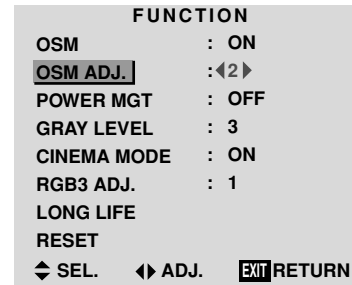 FUNCTION
OSM : ON
OSM ADJ. : ◀2▶
POWER MGT : OFF
GRAY LEVEL : 3
CINEMA MODE : ON
RGB3 ADJ. : 1
LONG LIFE
RESET
SEL. ADJ. EXIT RETURN